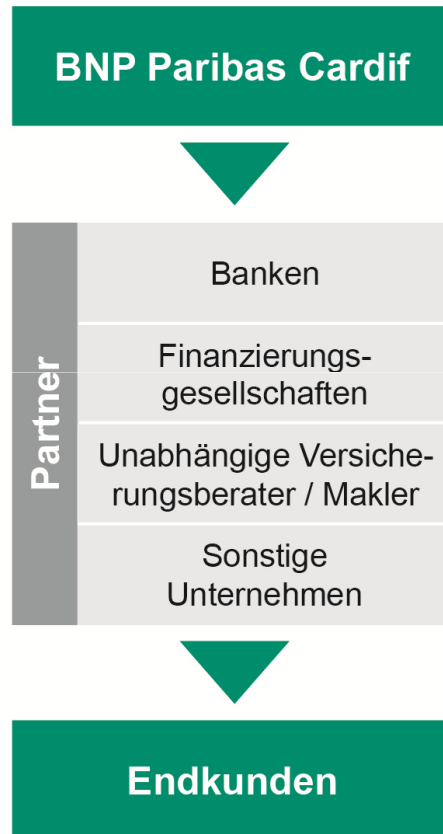 BNP Paribas Cardif
Partner
Banken
Finanzierungs-
gesellschaften
Unabhängige Versiche-
rungsberater / Makler
Sonstige
Unternehmen
Endkunden